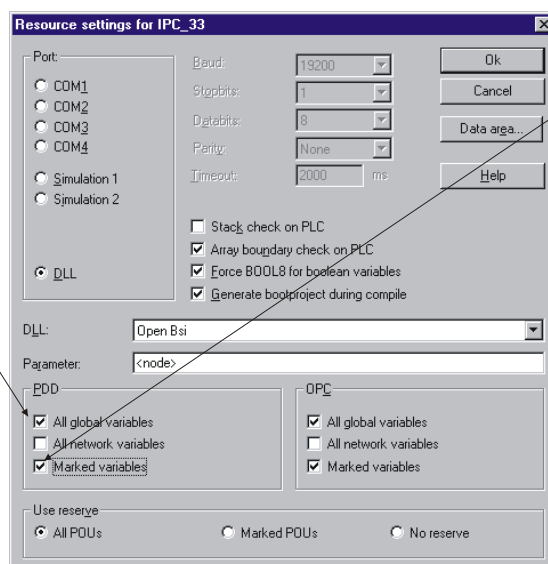 Resource settings for IPC_33
Port:
COM1
COM2
COM3
COM4
Simulation 1
Simulation 2
DLL
Baud: 19200
Stopbits: 1
Databits: 8
Parity: None
Timeout: 2000 ms
Ok
Cancel
Data area...
Help
Stack check on PLC
Array boundary check on PLC
Force BOOL8 for boolean variables
Generate bootproject during compile
DLL: Open Bsi
Parameter: <node>
PDD
All global variables
All network variables
Marked variables
OPC
All global variables
All network variables
Marked variables
Use reserve
All POUs Marked POUs No reserve